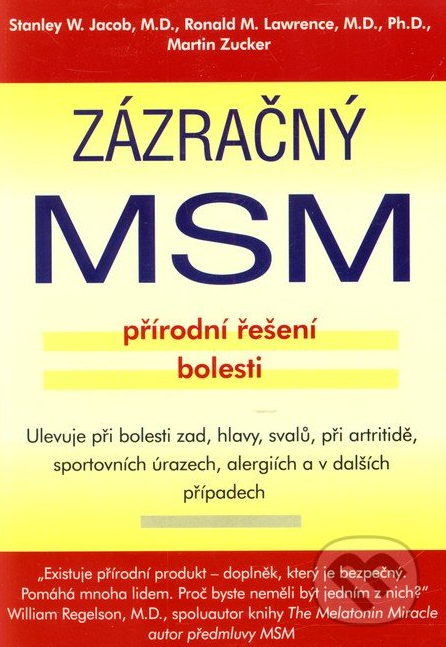 Stanley W. Jacob, M.D., Ronald M. Lawrence, M.D., Ph.D.,
Martin Zucker
ZÁZRAČNÝ
MSM
přírodní řešení
bolesti
Ulevuje při bolesti zad, hlavy, svalů, při artritidě,
sportovních úrazech, alergiích a v dalších
případech
„Existuje přírodní produkt – doplněk, který je bezpečný.
Pomáhá mnoha lidem. Proč byste neměli být jedním z nich?“
William Regelson, M.D., spoluautor knihy The Melatonin Miracle
autor předmluvy MSM